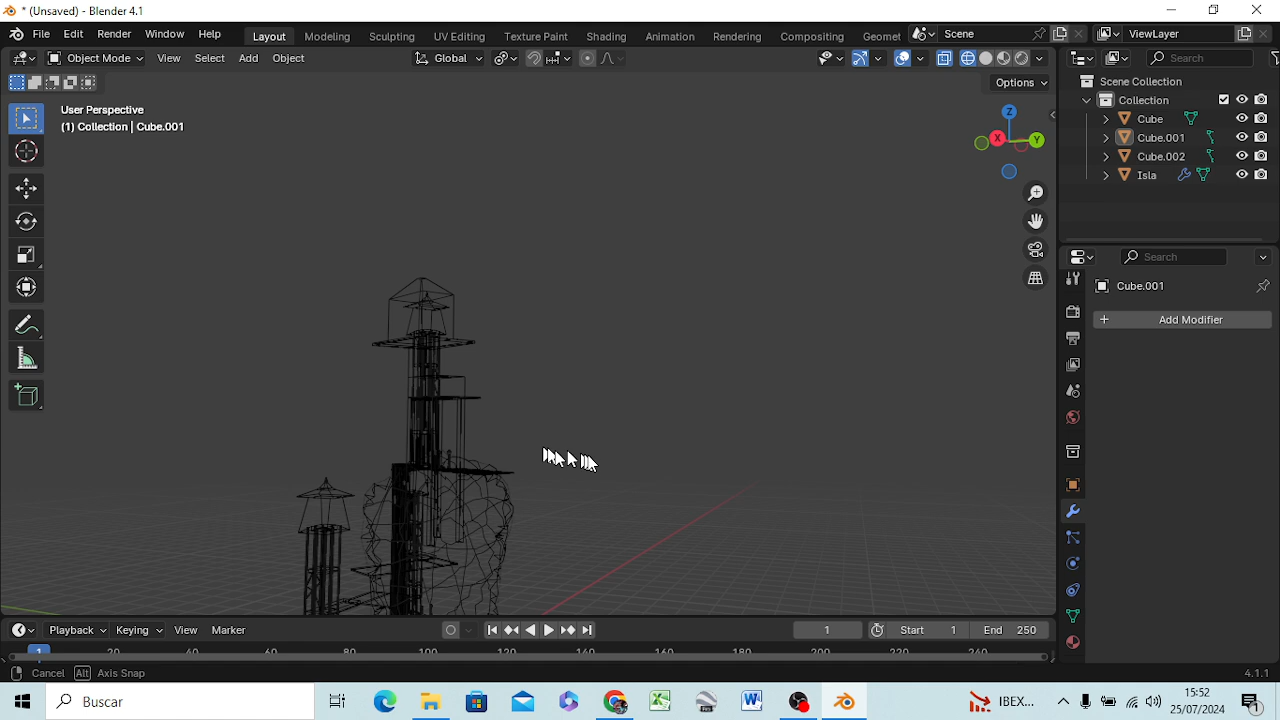 * (Unsaved) - Blender 4.1
File Edit Render Window Help Layout Modeling Sculpting UV Editing Texture Paint Shading Animation Rendering Compositing Geomet Scene ViewLayer
Object Mode View Select Add Object Global Search
Options
User Perspective
(1) Collection | Cube.001
Z
X
Y
Scene Collection
Collection
Cube
Cube.001
Cube.002
Isla
Search
Cube.001
Add Modifier
Playback Keying View Marker 1 Start 1 End 250
1 20 40 60 80 100 120 140 160 180 200 220 240
Cancel Alt Axis Snap 4.1.1
Buscar IBEX... 15:52
25/07/2024
1